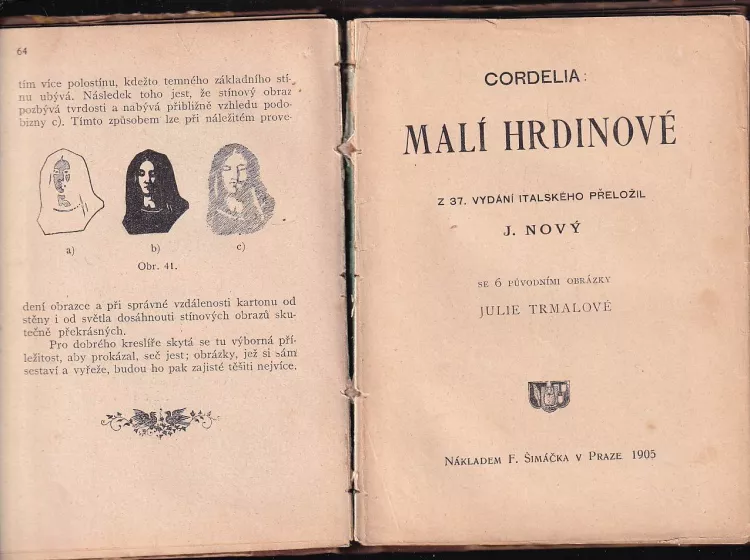 64
tím více polostínu, kdežto temného základního stí-
nu ubývá. Následek toho jest, že stínový obraz
pozbývá tvrdosti a nabývá přibližně vzhledu podo-
bizny c). Tímto způsobem lze při náležitém prove-
a) b) c)
Obr. 41.
dení obrazce a při správné vzdálenosti kartonu od
stěny i od světla dosáhnouti stínových obrazů sku-
tečně překrásných.
Pro dobrého kreslíře skytá se tu výborná pří-
ležitost, aby prokázal, seč jest; obrázky, jež si sám
sestaví a vyřeže, budou ho pak zajisté těšiti nejvíce.
CORDELIA:
MALÍ HRDINOVÉ
Z 37. VYDÁNÍ ITALSKÉHO PŘELOŽIL
J. NOVÝ
SE 6 PŮVODNÍMI OBRÁZKY
JULIE TRMALOVÉ
NÁKLADEM F. ŠIMÁČKA V PRAZE 1905